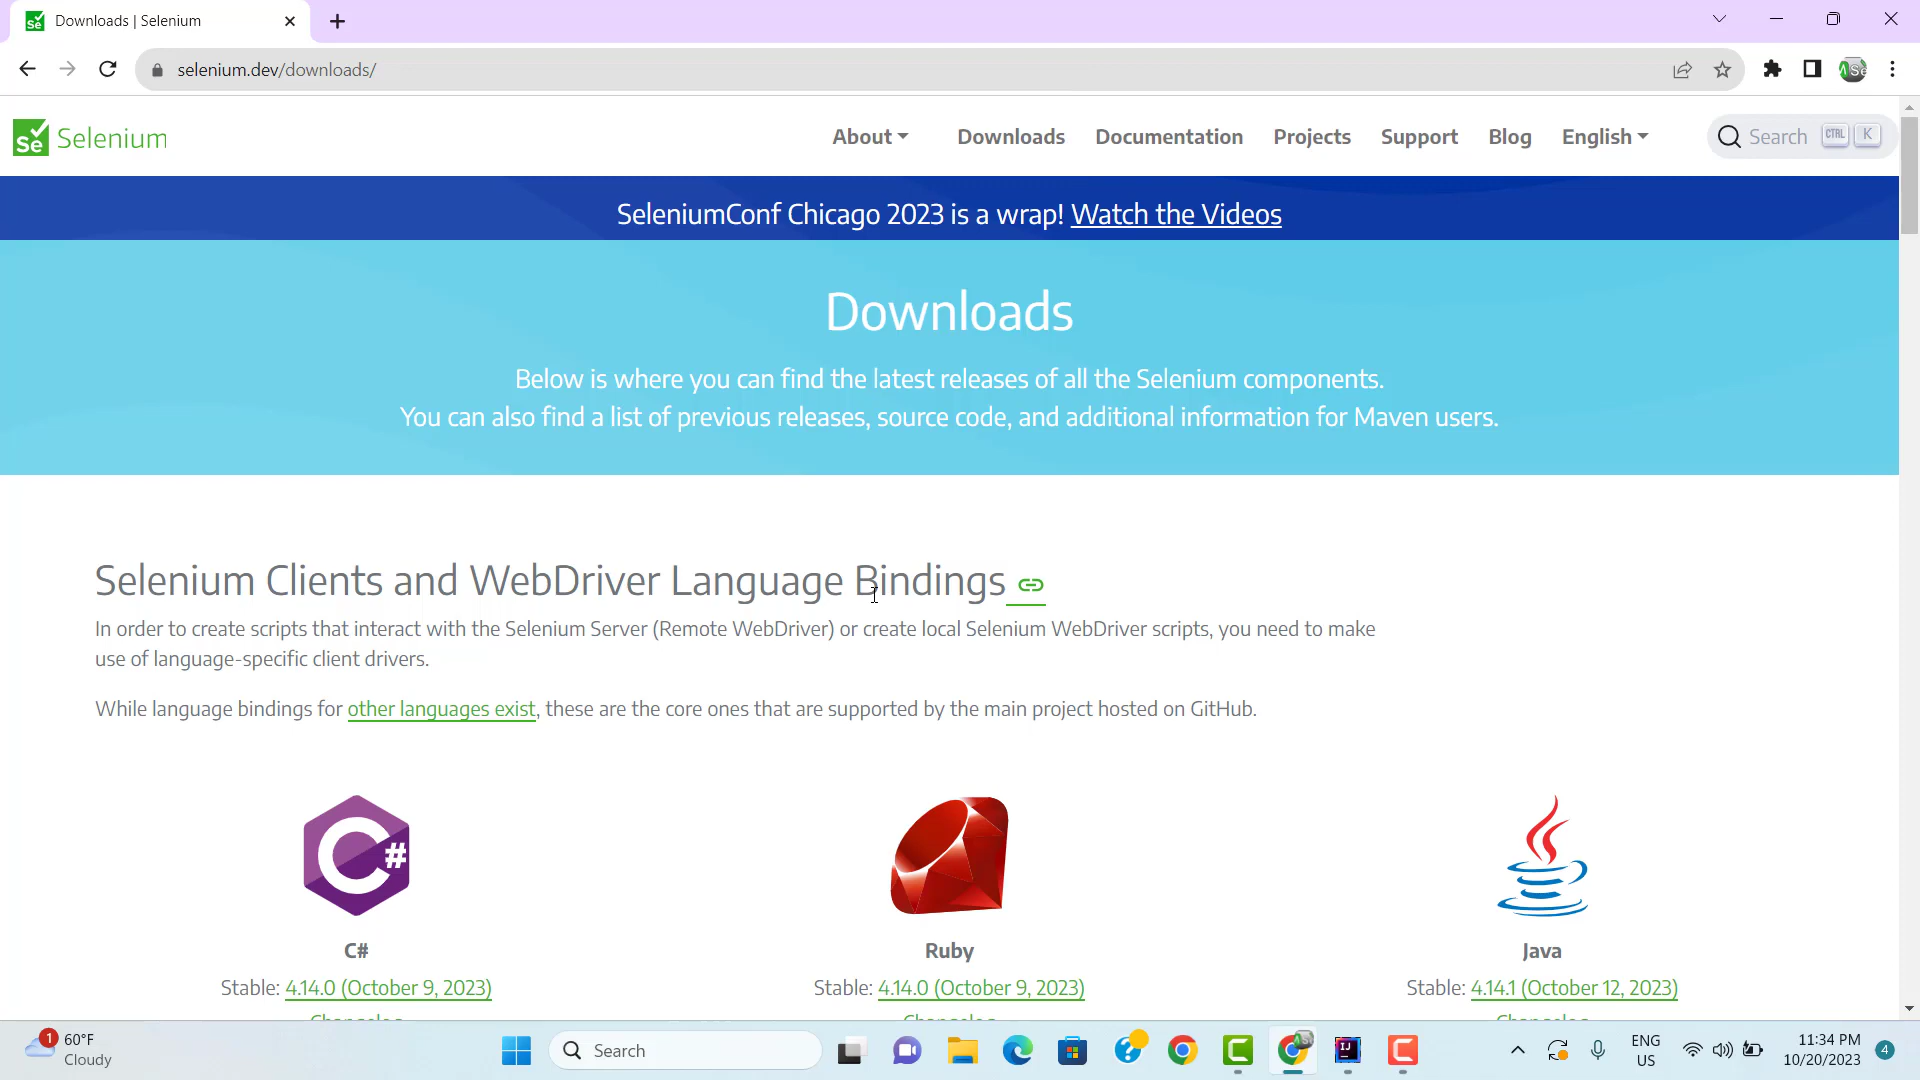 Downloads | Selenium
selenium.dev/downloads/
Se Selenium
About Downloads Documentation Projects Support Blog English Search CTRL K
SeleniumConf Chicago 2023 is a wrap! Watch the Videos
Downloads
Below is where you can find the latest releases of all the Selenium components.
You can also find a list of previous releases, source code, and additional information for Maven users.
Selenium Clients and WebDriver Language Bindings
In order to create scripts that interact with the Selenium Server (Remote WebDriver) or create local Selenium WebDriver scripts, you need to make
use of language-specific client drivers.
While language bindings for other languages exist, these are the core ones that are supported by the main project hosted on GitHub.
C#
Stable: 4.14.0 (October 9, 2023)
Changelog
Ruby
Stable: 4.14.0 (October 9, 2023)
Changelog
Java
Stable: 4.14.1 (October 12, 2023)
Changelog
1
60°F
Cloudy
Search
ENG
US
11:34 PM
10/20/2023
4